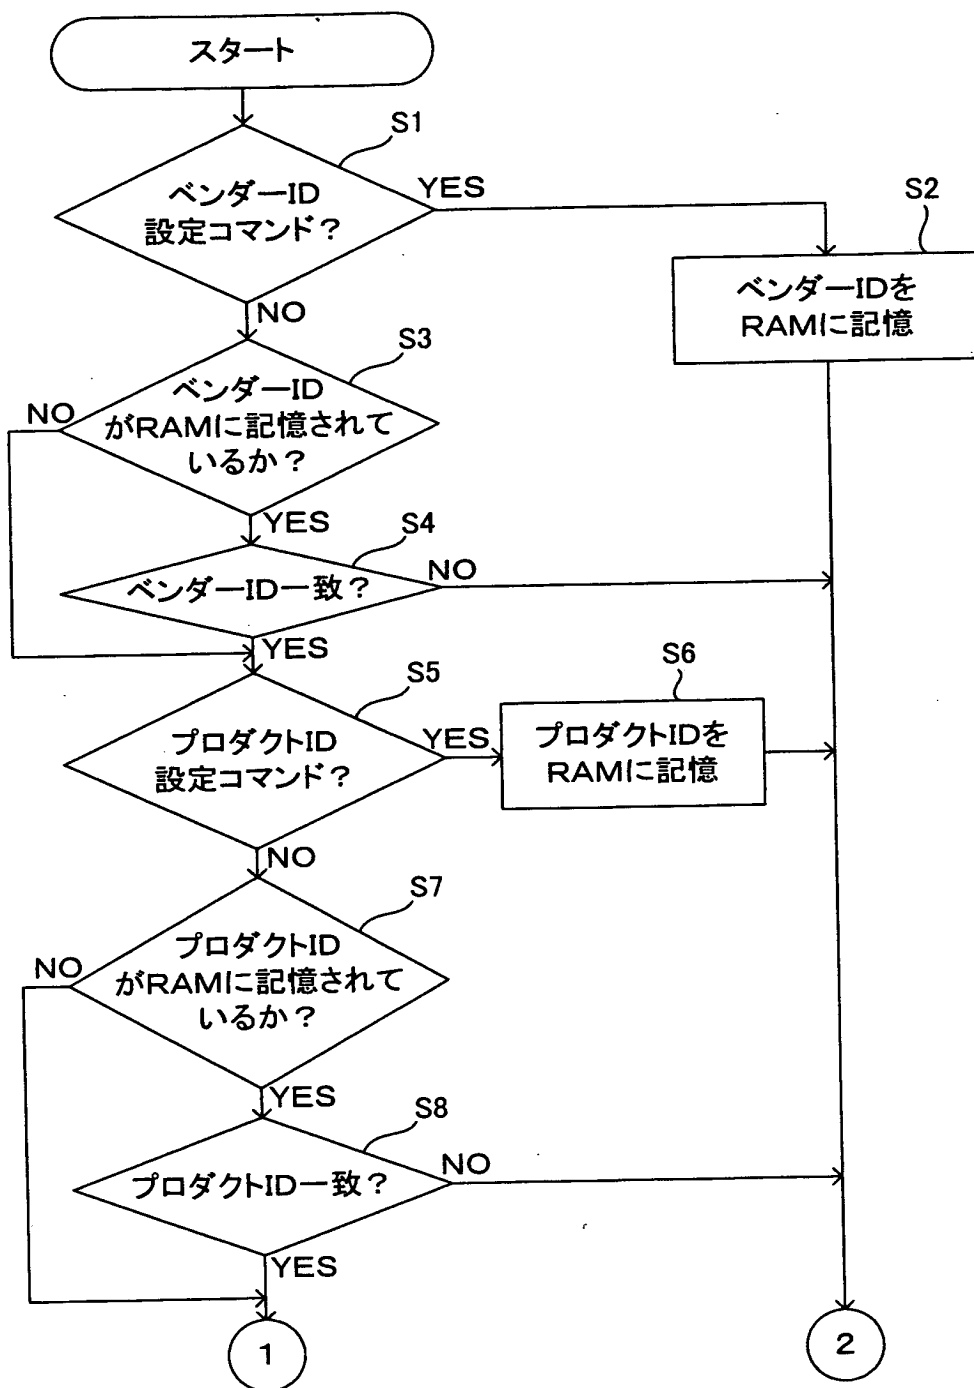 スタート
S1
ベンダーID
設定コマンド？
YES
S2
ベンダーIDを
RAMに記憶
NO
S3
ベンダーID
がRAMに記憶されて
いるか？
NO
YES
S4
ベンダーID一致？
NO
YES
S5
プロダクトID
設定コマンド？
YES
S6
プロダクトIDを
RAMに記憶
NO
S7
プロダクトID
がRAMに記憶されて
いるか？
NO
YES
S8
プロダクトID一致？
NO
YES
1
2